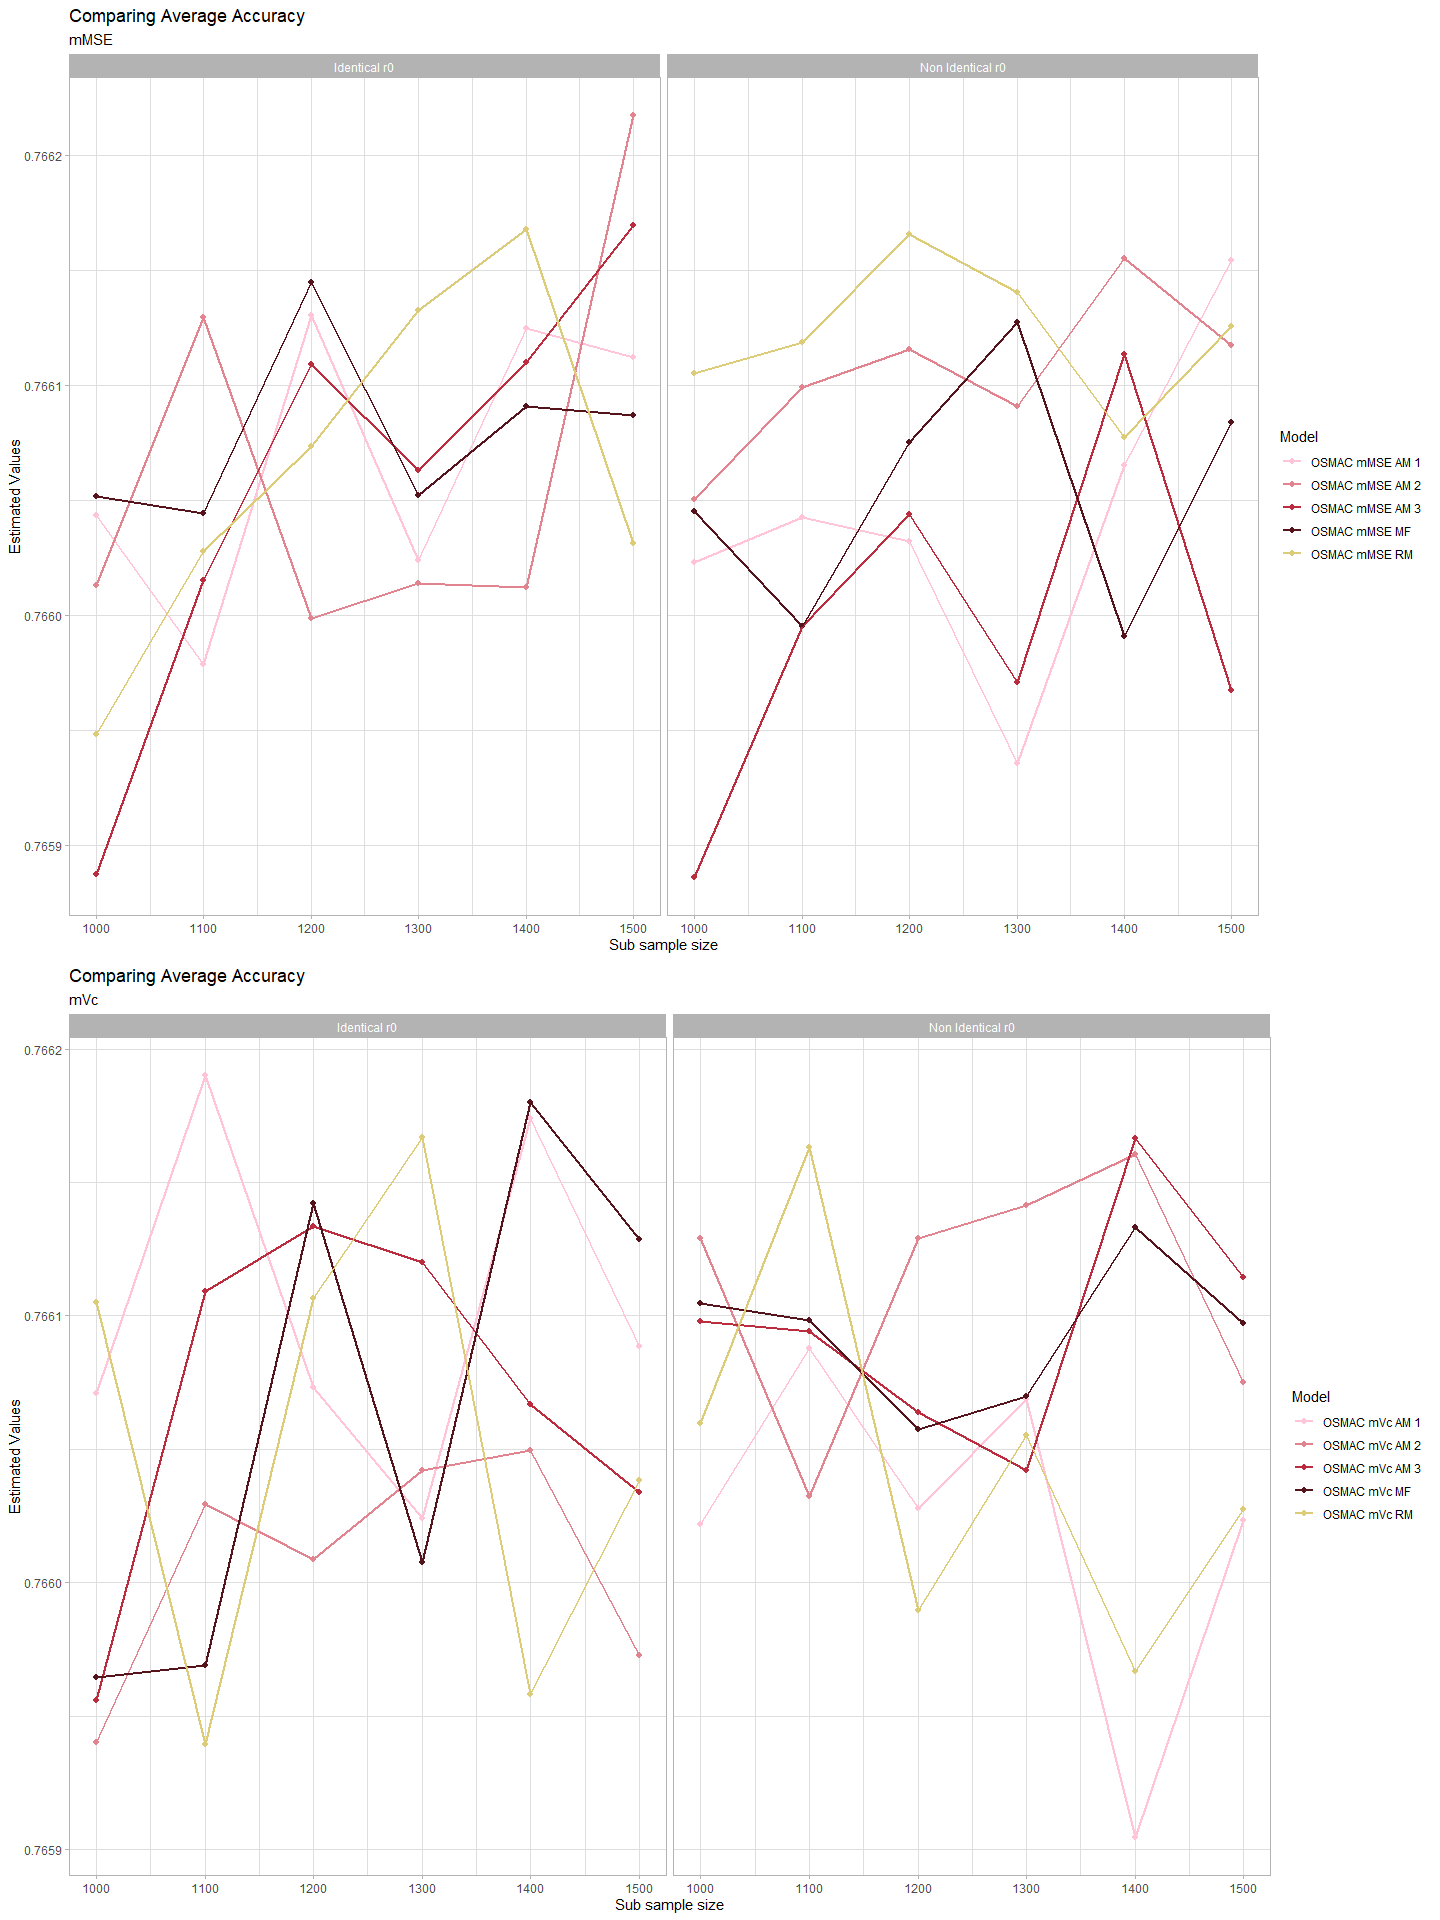 Comparing Average Accuracy
mMSE
Identical r0
Non Identical r0
Estimated Values
0.7662
0.7661
0.7660
0.7659
1000 1100 1200 1300 1400 1500
1000 1100 1200 1300 1400 1500
Sub sample size
Model
OSMAC mMSE AM 1
OSMAC mMSE AM 2
OSMAC mMSE AM 3
OSMAC mMSE MF
OSMAC mMSE RM
Comparing Average Accuracy
mVc
Identical r0
Non Identical r0
Estimated Values
0.7662
0.7661
0.7660
0.7659
1000 1100 1200 1300 1400 1500
1000 1100 1200 1300 1400 1500
Sub sample size
Model
OSMAC mVc AM 1
OSMAC mVc AM 2
OSMAC mVc AM 3
OSMAC mVc MF
OSMAC mVc RM